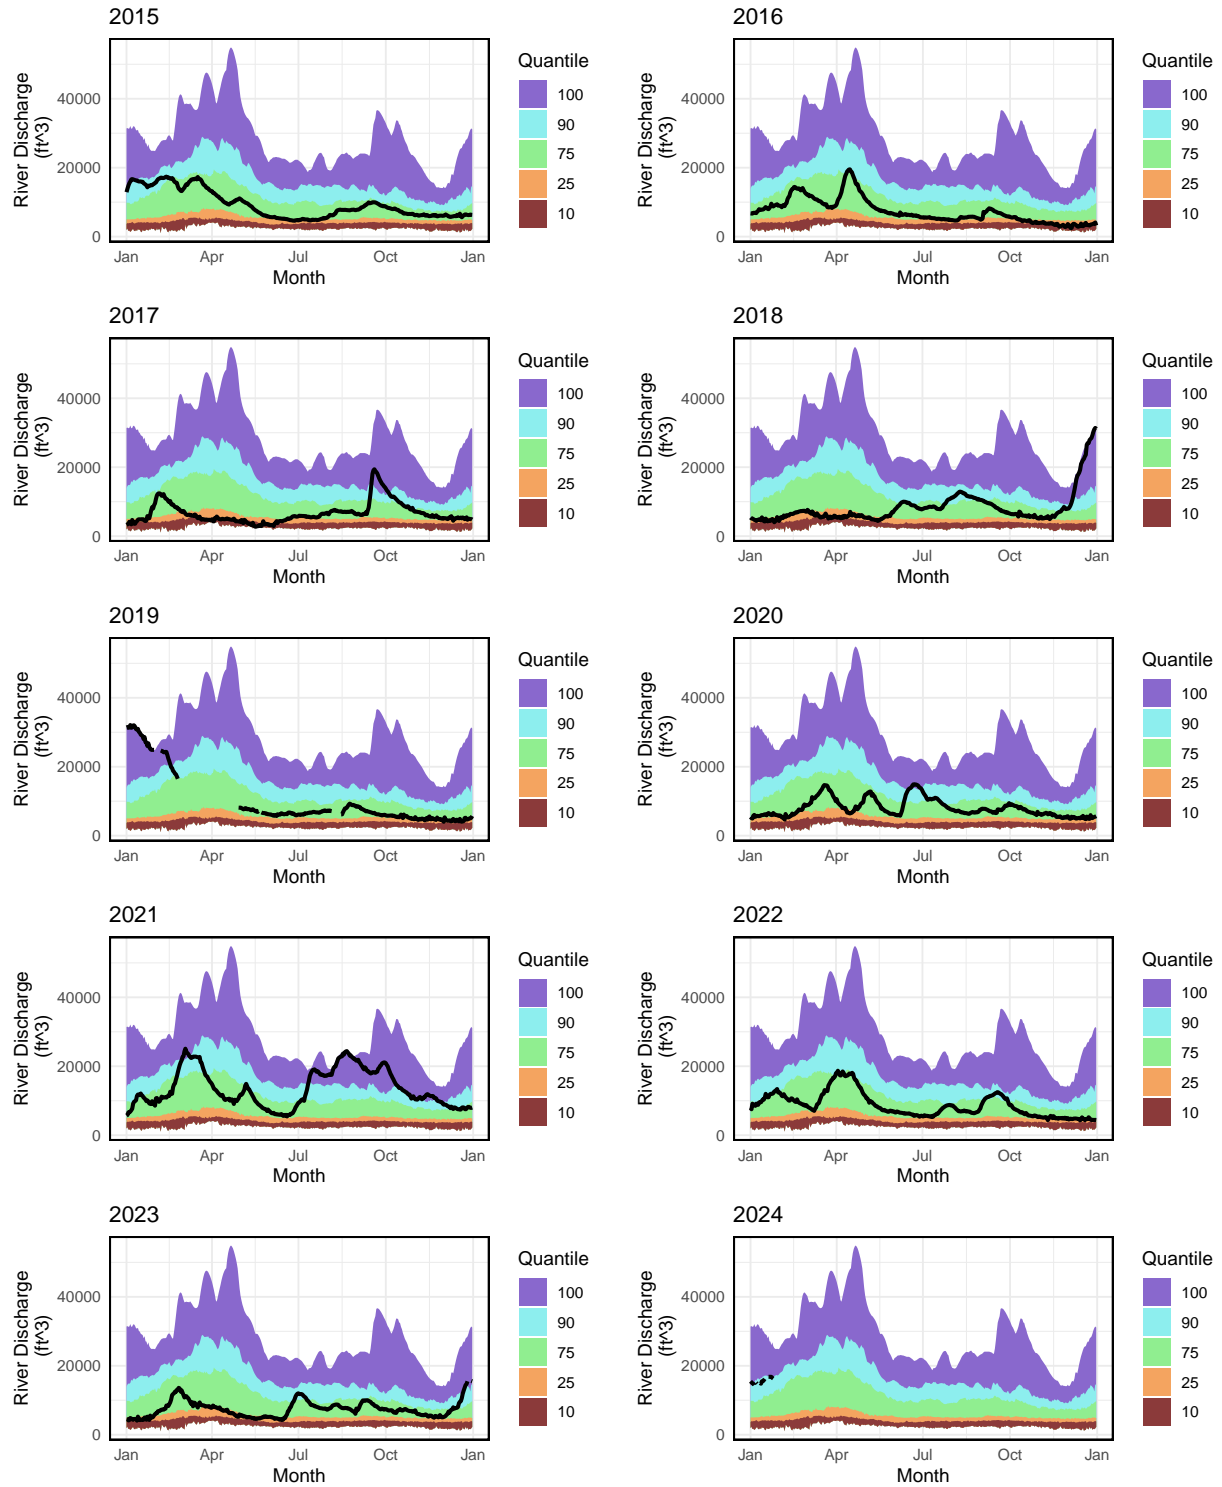 2015
River Discharge
(ft^3)
40000
20000
0
Jan
Apr
Jul
Oct
Jan
Month
Quantile
100
90
75
25
10
2016
River Discharge
(ft^3)
40000
20000
0
Jan
Apr
Jul
Oct
Jan
Month
Quantile
100
90
75
25
10
2017
River Discharge
(ft^3)
40000
20000
0
Jan
Apr
Jul
Oct
Jan
Month
Quantile
100
90
75
25
10
2018
River Discharge
(ft^3)
40000
20000
0
Jan
Apr
Jul
Oct
Jan
Month
Quantile
100
90
75
25
10
2019
River Discharge
(ft^3)
40000
20000
0
Jan
Apr
Jul
Oct
Jan
Month
Quantile
100
90
75
25
10
2020
River Discharge
(ft^3)
40000
20000
0
Jan
Apr
Jul
Oct
Jan
Month
Quantile
100
90
75
25
10
2021
River Discharge
(ft^3)
40000
20000
0
Jan
Apr
Jul
Oct
Jan
Month
Quantile
100
90
75
25
10
2022
River Discharge
(ft^3)
40000
20000
0
Jan
Apr
Jul
Oct
Jan
Month
Quantile
100
90
75
25
10
2023
River Discharge
(ft^3)
40000
20000
0
Jan
Apr
Jul
Oct
Jan
Month
Quantile
100
90
75
25
10
2024
River Discharge
(ft^3)
40000
20000
0
Jan
Apr
Jul
Oct
Jan
Month
Quantile
100
90
75
25
10